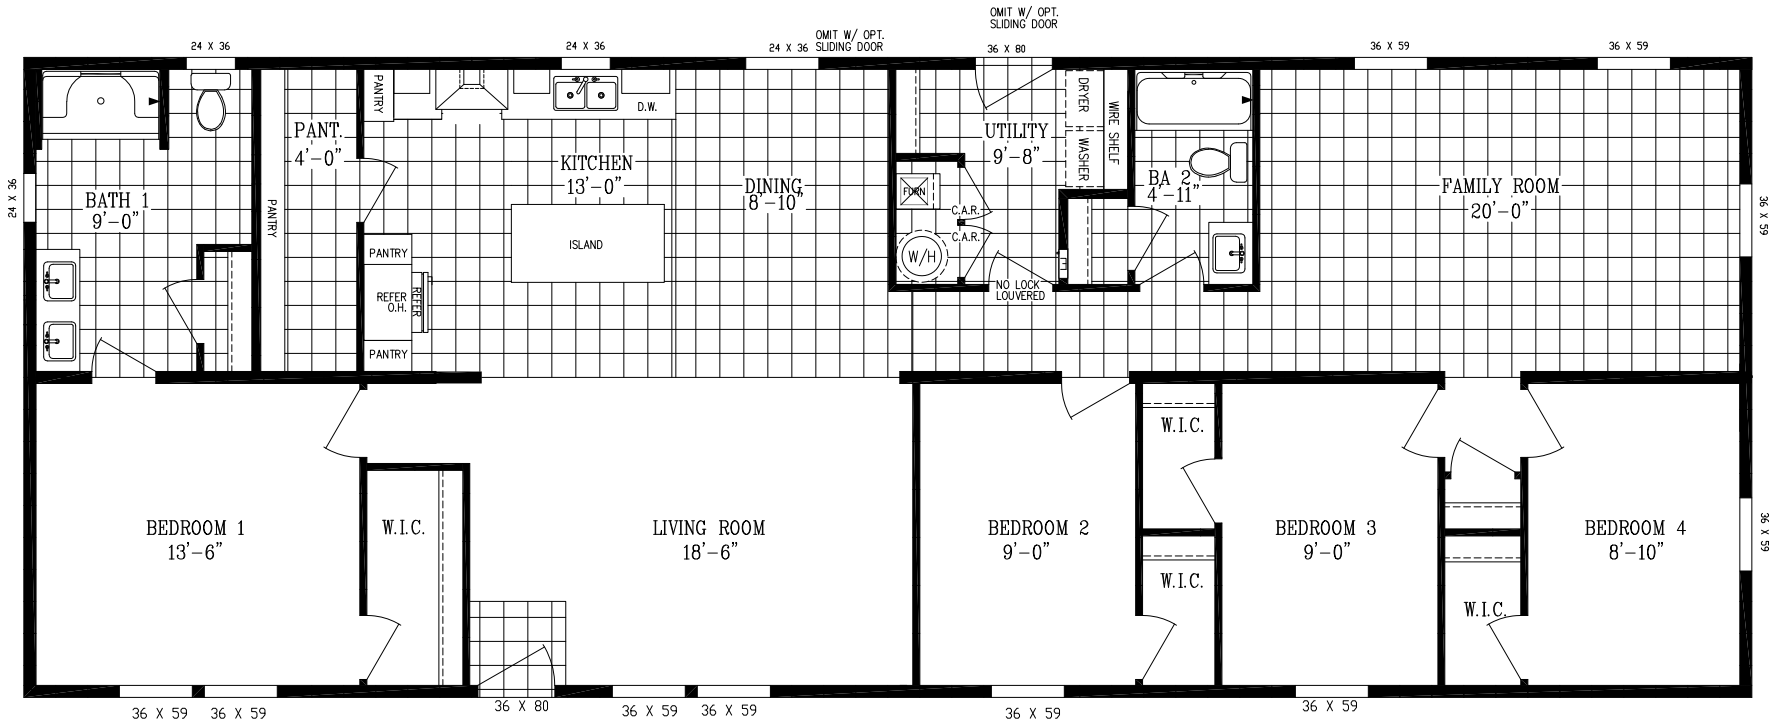 OMIT W/ OPT.
SLIDING DOOR
OMIT W/ OPT.
SLIDING DOOR
24 X 36
24 X 36
24 X 36
36 X 80
36 X 59
36 X 59
PANTRY
D.W.
DRYER
WASHER
WIRE SHELF
PANT.
4'-0"
KITCHEN
13'-0"
DINING
8'-10"
UTILITY
9'-8"
BA 2
4'-11"
FAMILY ROOM
20'-0"
24 X 36
BATH 1
9'-0"
PANTRY
FURN
C.A.R.
C.A.R.
36 X 59
ISLAND
PANTRY
W/H
REFER
O.H.
REFER
NO LOCK
LOUVERED
PANTRY
W.I.C.
BEDROOM 1
13'-6"
W.I.C.
LIVING ROOM
18'-6"
BEDROOM 2
9'-0"
BEDROOM 3
9'-0"
BEDROOM 4
8'-10"
36 X 59
W.I.C.
W.I.C.
36 X 59
36 X 59
36 X 80
36 X 59
36 X 59
36 X 59
36 X 59